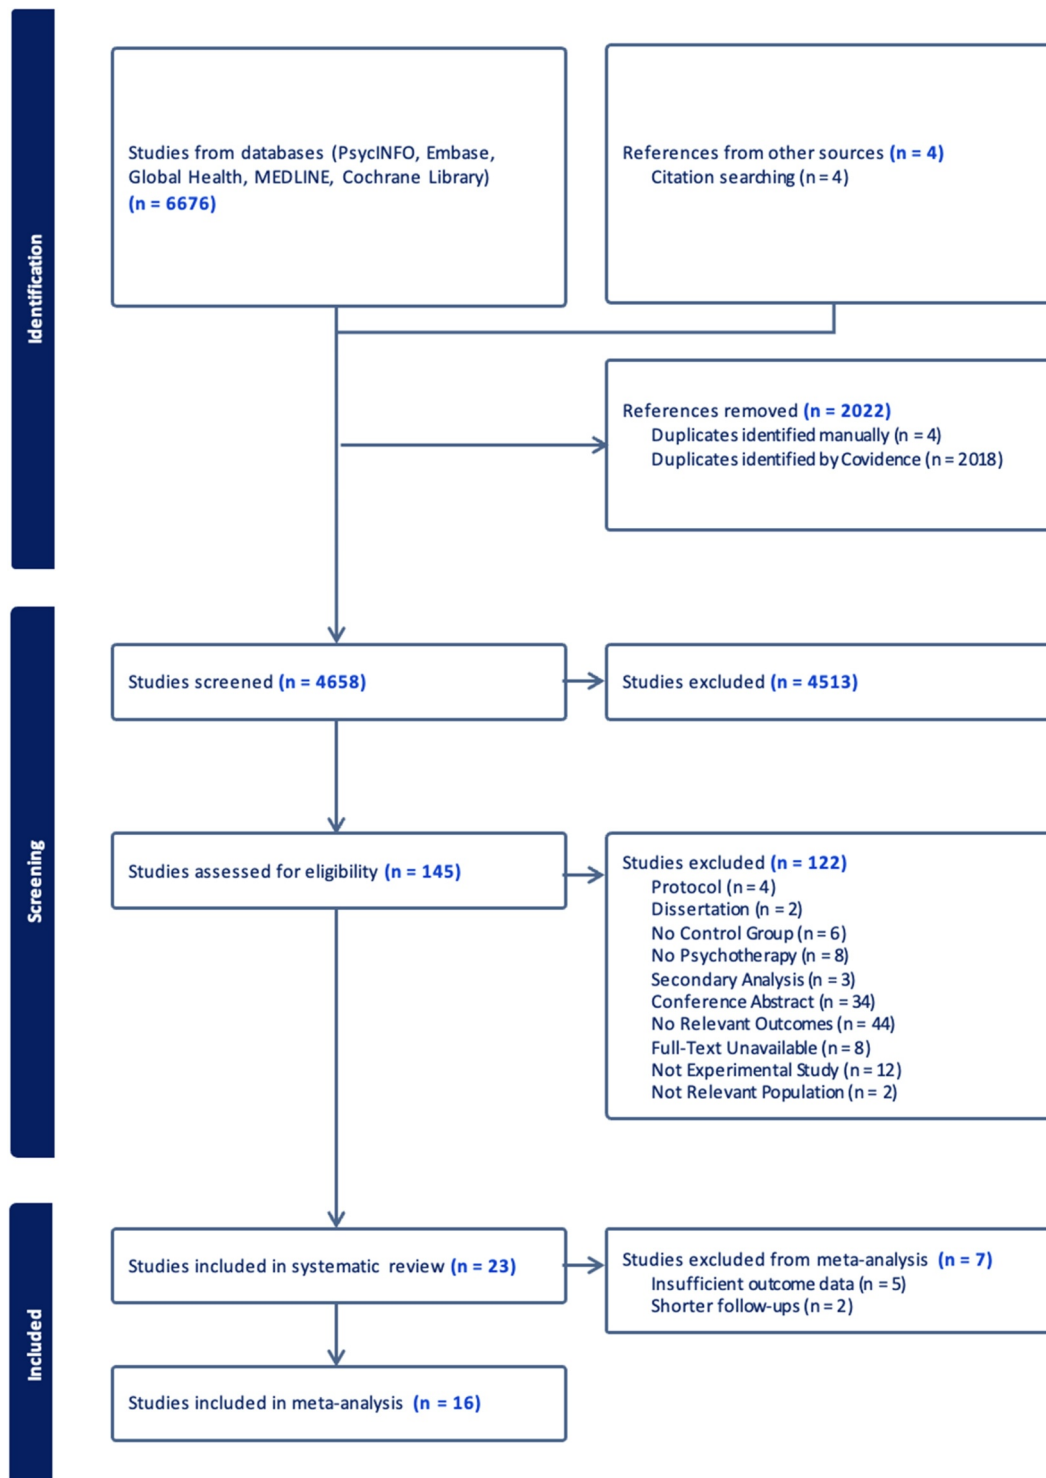 Identification
Studies from databases (PsycINFO, Embase,
Global Health, MEDLINE, Cochrane Library)
(n = 6676)
References from other sources (n = 4)
Citation searching (n = 4)
References removed (n = 2022)
Duplicates identified manually (n = 4)
Duplicates identified by Covidence (n = 2018)
Screening
Studies screened (n = 4658)
Studies excluded (n = 4513)
Studies assessed for eligibility (n = 145)
Studies excluded (n = 122)
Protocol (n = 4)
Dissertation (n = 2)
No Control Group (n = 6)
No Psychotherapy (n = 8)
Secondary Analysis (n = 3)
Conference Abstract (n = 34)
No Relevant Outcomes (n = 44)
Full-Text Unavailable (n = 8)
Not Experimental Study (n = 12)
Not Relevant Population (n = 2)
Included
Studies included in systematic review (n = 23)
Studies excluded from meta-analysis (n = 7)
Insufficient outcome data (n = 5)
Shorter follow-ups (n = 2)
Studies included in meta-analysis (n = 16)